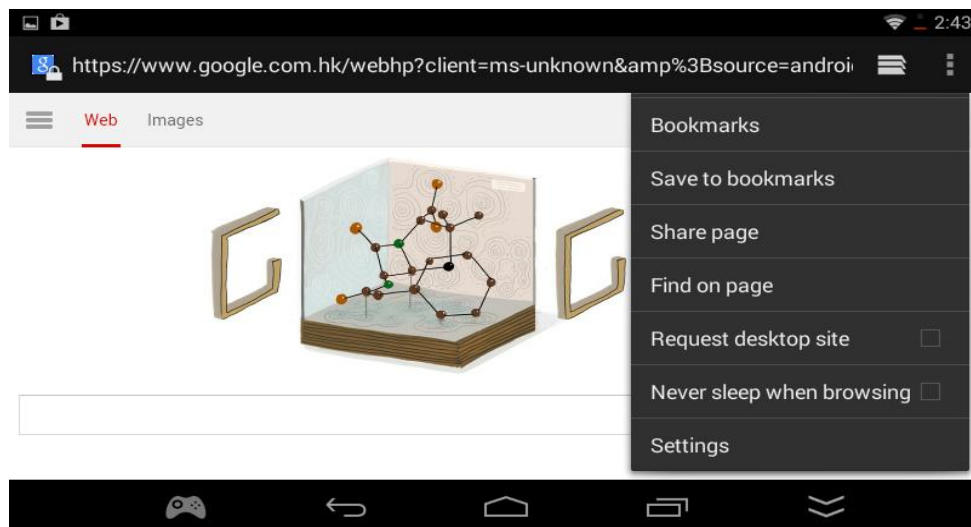 2:43
https://www.google.com.hk/webhp?client=ms-unknown&amp%3Bsource=androi
Web Images
Bookmarks
Save to bookmarks
Share page
Find on page
Request desktop site
Never sleep when browsing
Settings